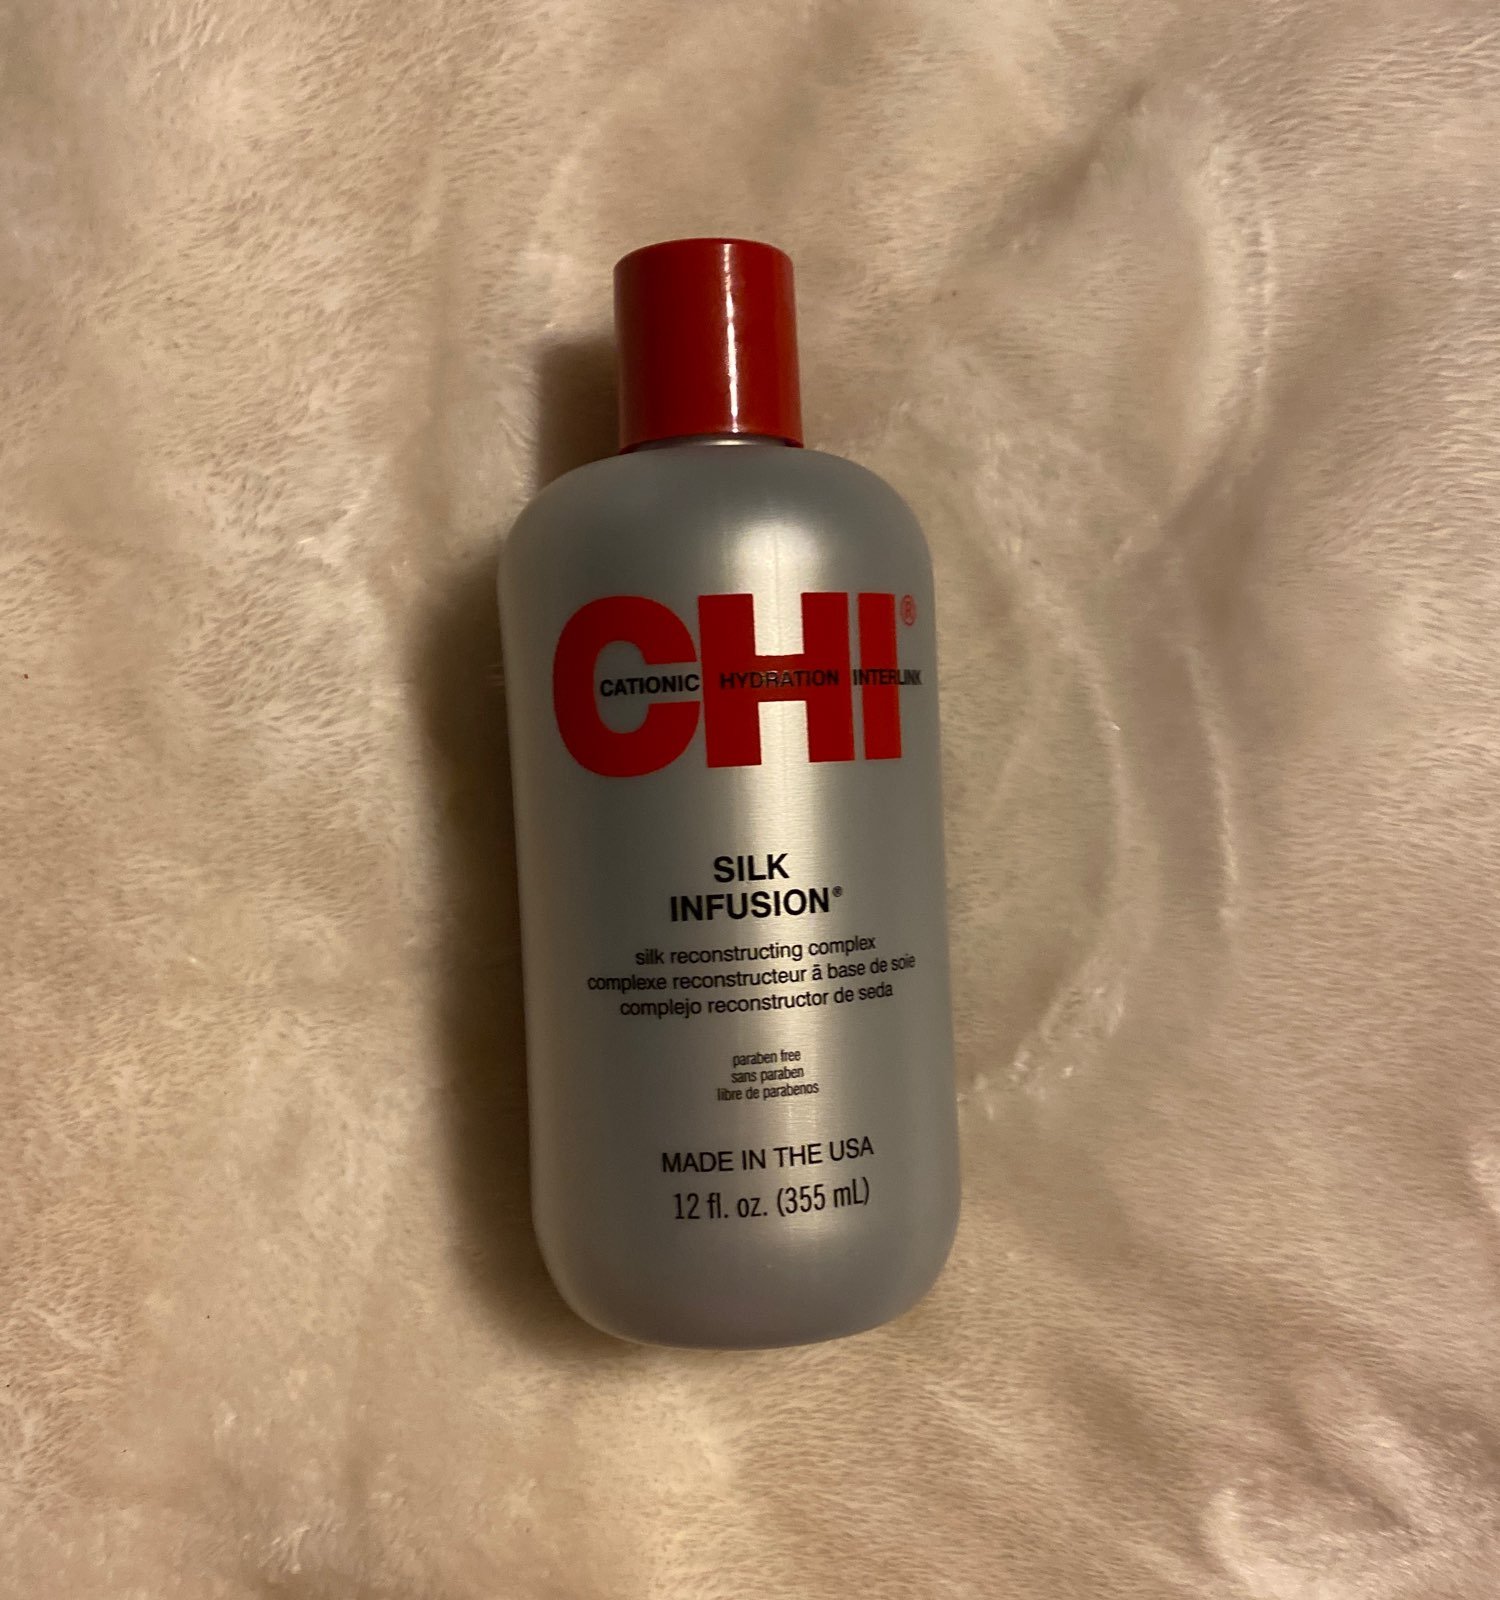 CHI®
CATIONIC HYDRATION INTERLINK
SILK
INFUSION®
silk reconstructing complex
complexe reconstructeur à base de soie
complejo reconstructor de seda
paraben free
sans paraben
libre de parabenos
MADE IN THE USA
12 fl. oz. (355 mL)